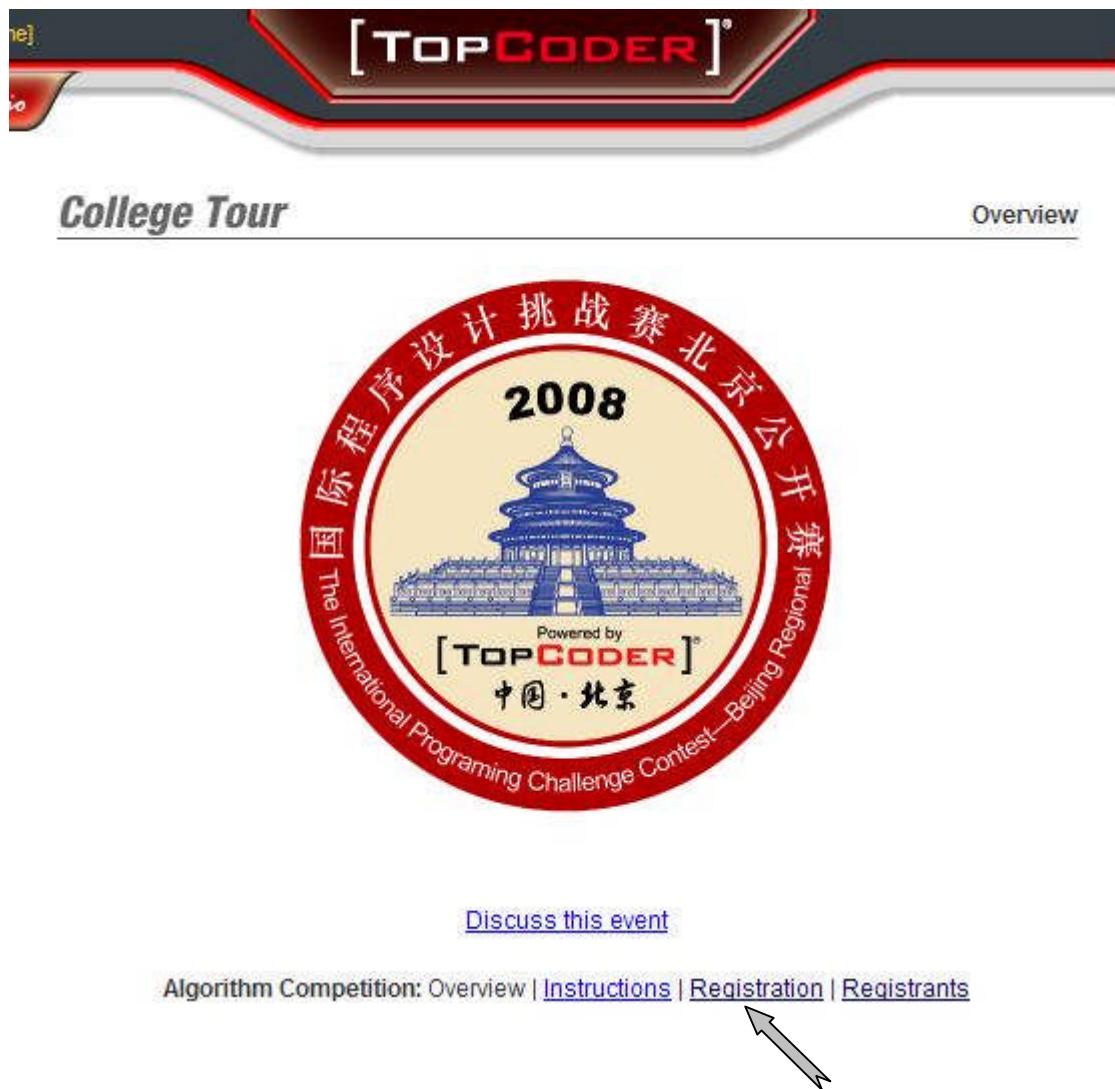 ne]
[TOPCODER]®
io
College Tour
Overview
国际程序设计挑战赛北京公开赛
2008
Powered by
[TOPCODER]®
中国·北京
The International Programing Challenge Contest—Beijing Regional
Discuss this event
Algorithm Competition: Overview | Instructions | Registration | Registrants